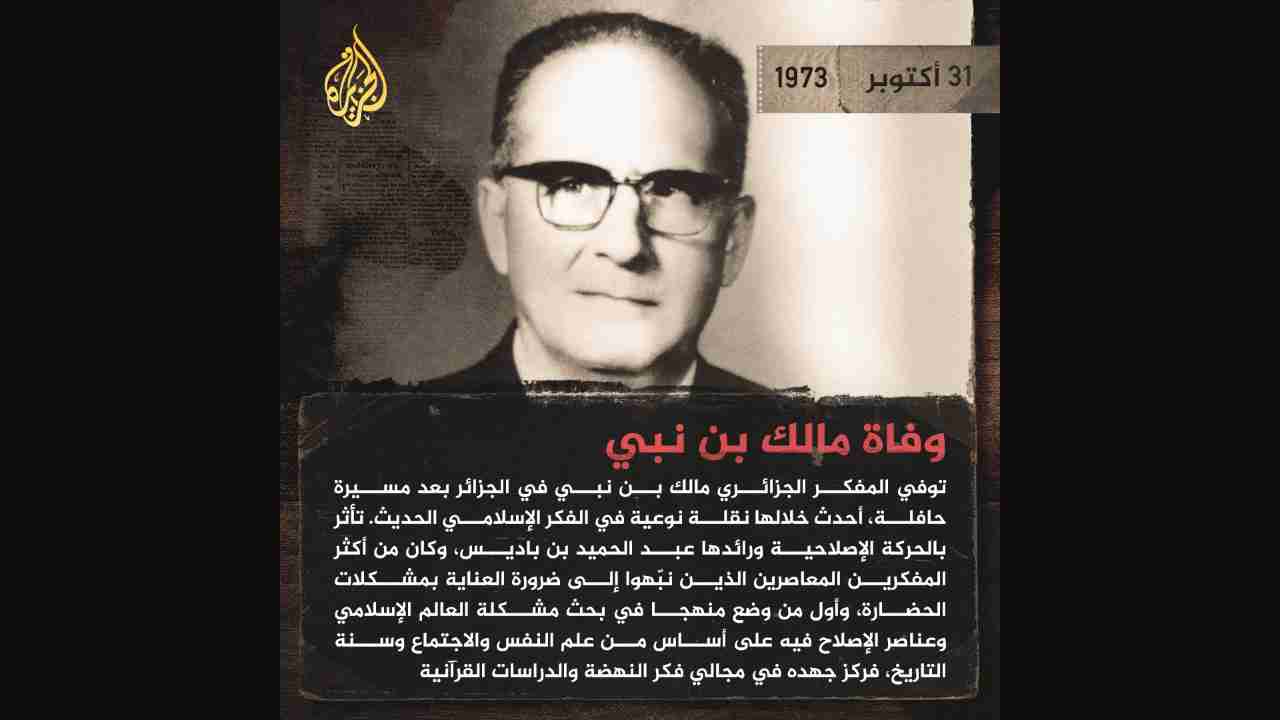 الجزيرة
31 أكتوبر 1973
وفاة مالك بن نبي
توفي المفكر الجزائري مالك بن نبي في الجزائر بعد مسيرة
حافلة، أحدث خلالها نقلة نوعية في الفكر الإسلامي الحديث. تأثر
بالحركة الإصلاحية ورائدها عبد الحميد بن باديس، وكان من أكثر
المفكرين المعاصرين الذين نبّهوا إلى ضرورة العناية بمشكلات
الحضارة، وأول من وضع منهجا في بحث مشكلة العالم الإسلامي
وعناصر الإصلاح فيه على أساس من علم النفس والاجتماع وسنة
التاريخ، فركز جهده في مجالي فكر النهضة والدراسات القرآنية